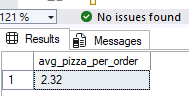 121 % No issues found
Results Messages
avg_pizza_per_order
1 2.32